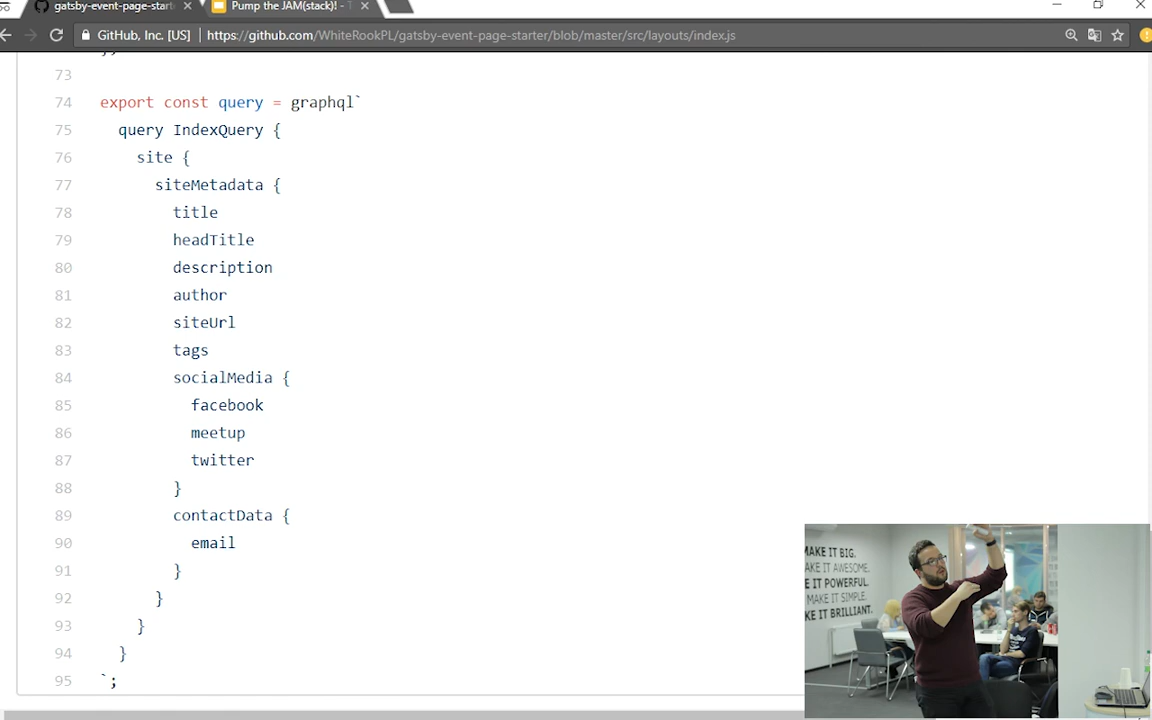 gatsby-event-page-start
Pump the JAM(stack)! - T
GitHub, Inc. [US]
https://github.com/WhiteRookPL/gatsby-event-page-starter/blob/master/src/layouts/index.js
73
74 export const query = graphql`
75 query IndexQuery {
76 site {
77 siteMetadata {
78 title
79 headTitle
80 description
81 author
82 siteUrl
83 tags
84 socialMedia {
85 facebook
86 meetup
87 twitter
88 }
89 contactData {
90 email
91 }
92 }
93 }
94 }
95 `;
MAKE IT BIG.
AKE IT AWESOME.
E IT POWERFUL.
MAKE IT SIMPLE.
KE IT BRILLIANT.